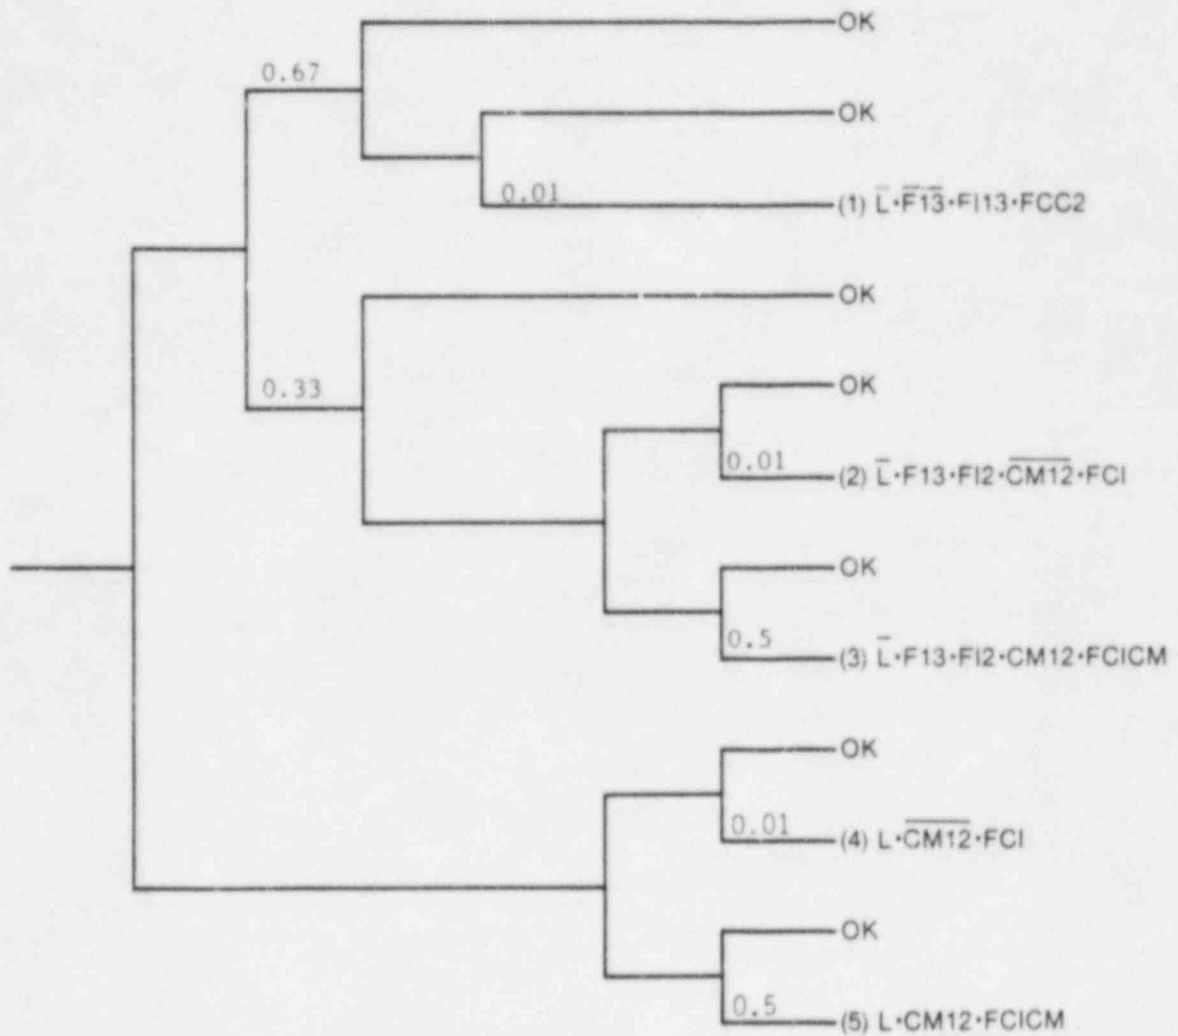 OK
0.67
OK
0.01
(1) L̅·F̅1̅3̅·FI13·FCC2
OK
OK
0.33
0.01
(2) L̅·F13·FI2·C̅M̅1̅2̅·FCI
OK
0.5
(3) L̅·F13·FI2·CM12·FCICM
OK
0.01
(4) L·C̅M̅1̅2̅·FCI
OK
0.5
(5) L·CM12·FCICM